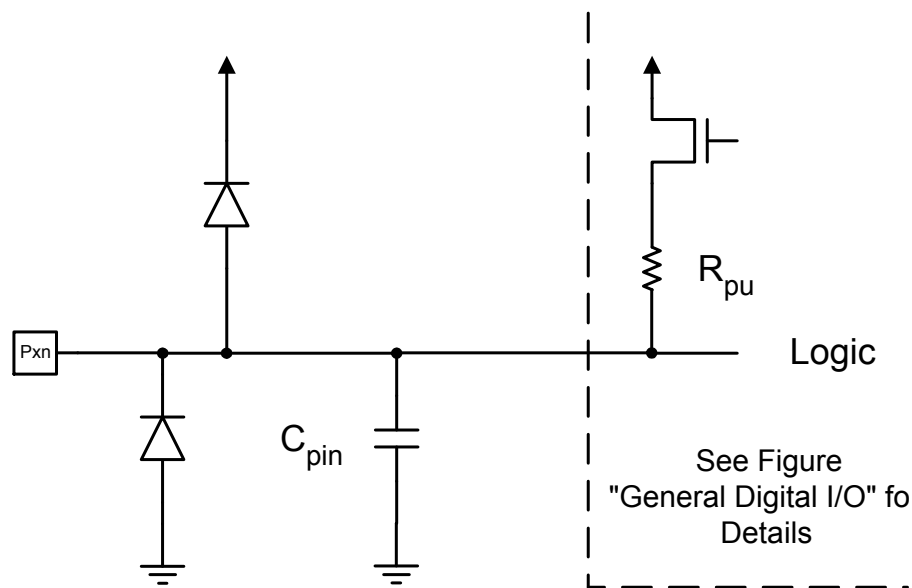 R
pu
Pxn
Logic
C
pin
See Figure
"General Digital I/O" fo
Details